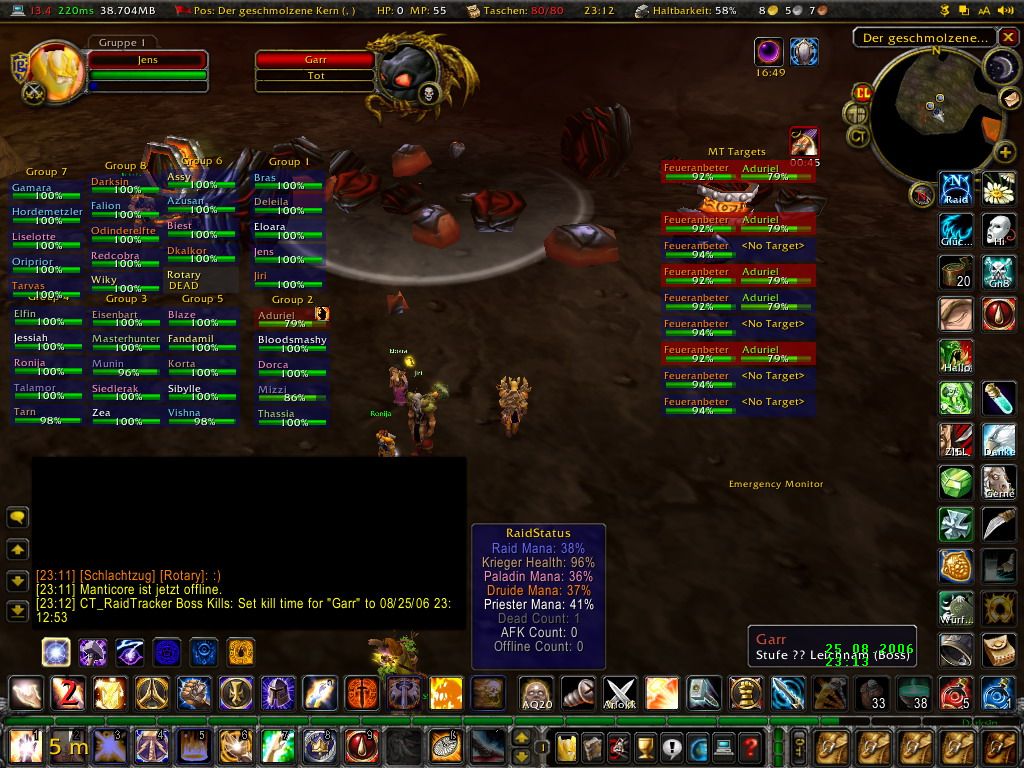 13.4 220ms 38.704MB Pos: Der geschmolzene Kern (, ) HP: 0 MP: 55 Taschen: 80/80 23:12 Haltbarkeit: 58% 8 5 7
Gruppe 1
Jens
Garr
Tot
16:49
Der geschmolzene...
N
CL
CT
00:45
MT Targets
Feueranbeter 92% Aduriel 79%
Feueranbeter 92% Aduriel 79%
Feueranbeter 94% <No Target>
Feueranbeter 92% Aduriel 79%
Feueranbeter 92% Aduriel 79%
Feueranbeter 94% <No Target>
Feueranbeter 92% Aduriel 79%
Feueranbeter 94% <No Target>
Feueranbeter 94% <No Target>
Emergency Monitor
Group 7
Gamara 100%
Hordemetzler 100%
Liselotte 100%
Oriprior 100%
Tarvas 100%
Group 8
Darksin 100%
Falion 100%
Odinderelfte 100%
Redcobra 100%
Wiky 100%
Group 6
Assy 100%
Azusan 100%
Biest 100%
Dkalkor 100%
Rotary
DEAD
Group 1
Bras 100%
Deleila 100%
Eloara 100%
Jens 100%
Jiri 100%
Elfin 100%
Jessiah 100%
Ronija 100%
Talamor 100%
Tarn 98%
Group 3
Eisenbart 100%
Masterhunter 100%
Munin 96%
Siedlerak 100%
Zea 100%
Group 5
Blaze 100%
Fandamil 100%
Korta 100%
Sibylle 100%
Vishna 98%
Group 2
Aduriel 79%
Bloodsmashy 100%
Dorca 100%
Mizzi 86%
Thassia 100%
Jiri
Ronija
[23:11] [Schlachtzug] [Rotary]: :)
[23:11] Manticore ist jetzt offline.
[23:12] CT_RaidTracker Boss Kills: Set kill time for "Garr" to 08/25/06 23:
12:53
RaidStatus
Raid Mana: 38%
Krieger Health: 96%
Paladin Mana: 36%
Druide Mana: 37%
Priester Mana: 41%
Dead Count: 1
AFK Count: 0
Offline Count: 0
Garr
Stufe ?? Leichnam (Boss)
25.08.2006
23:13
Raid
Hi
20
Hallo
ZIEL
Danke
Gerne
Würf...
AQ20
Arlokk
33
38
5
1
5 m